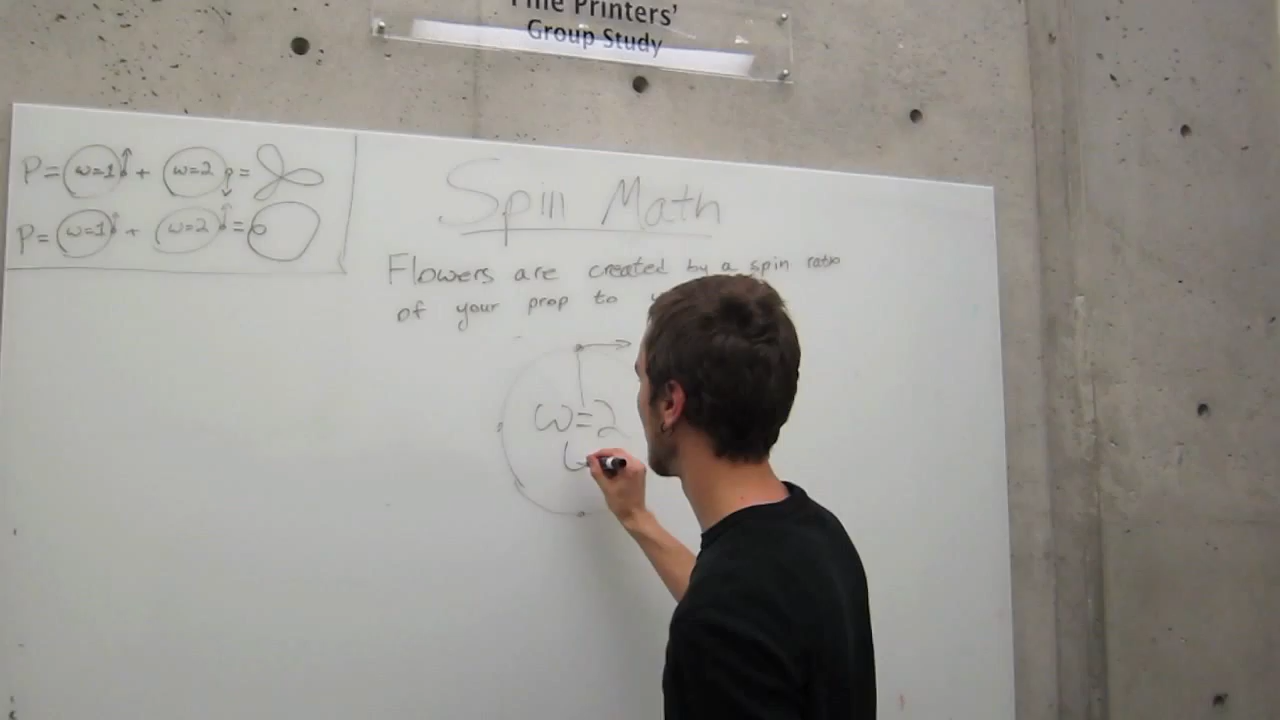 Fine Printers'
Group Study
P= ω=1 + ω=2 =
P= ω=1 + ω=2 =
Spin Math
Flowers are created by a spin ratio
of your prop to
ω=2